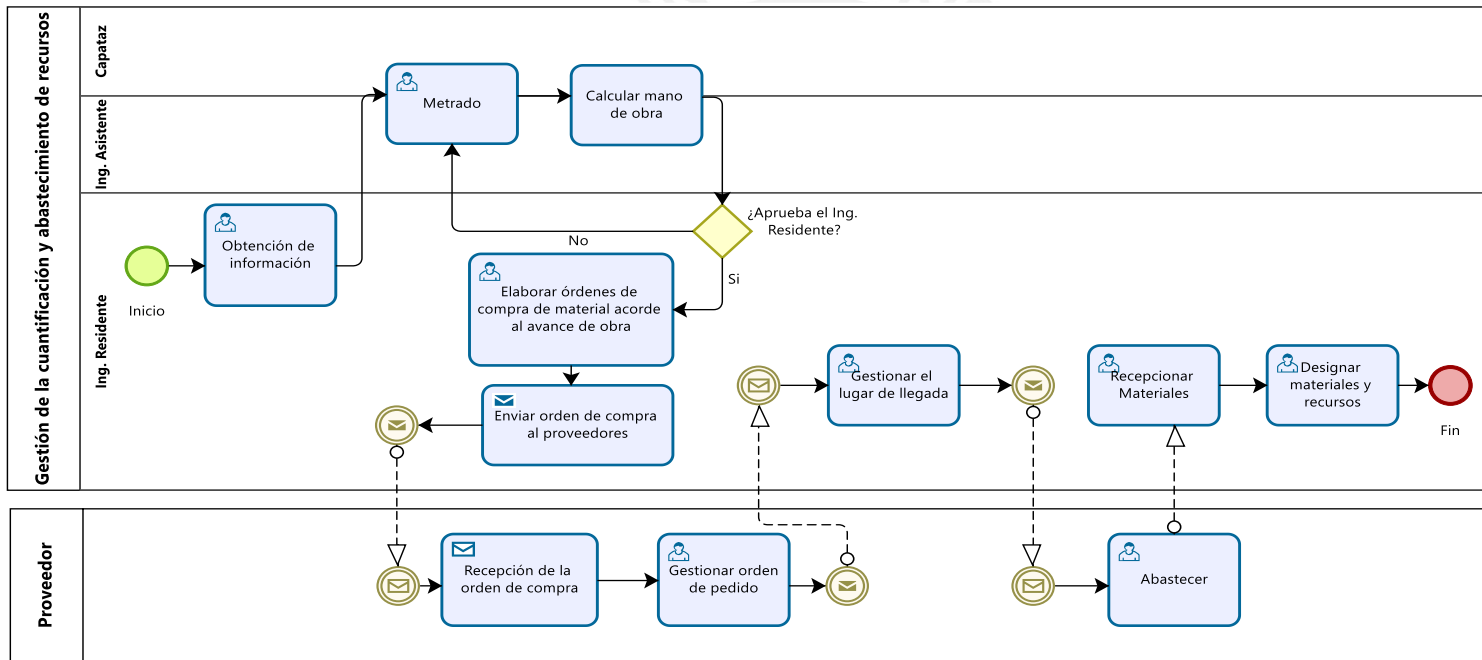 Gestión de la cuantificación y abastecimiento de recursos
Capataz
Ing. Asistente
Ing. Residente
Metrado
Calcular mano
de obra
¿Aprueba el Ing.
Residente?
No
Si
Obtención de
información
Inicio
Elaborar órdenes de
compra de material acorde
al avance de obra
Enviar orden de compra
al proveedores
Gestionar el
lugar de llegada
Recepcionar
Materiales
Designar
materiales y
recursos
Fin
Proveedor
Recepción de la
orden de compra
Gestionar orden
de pedido
Abastecer